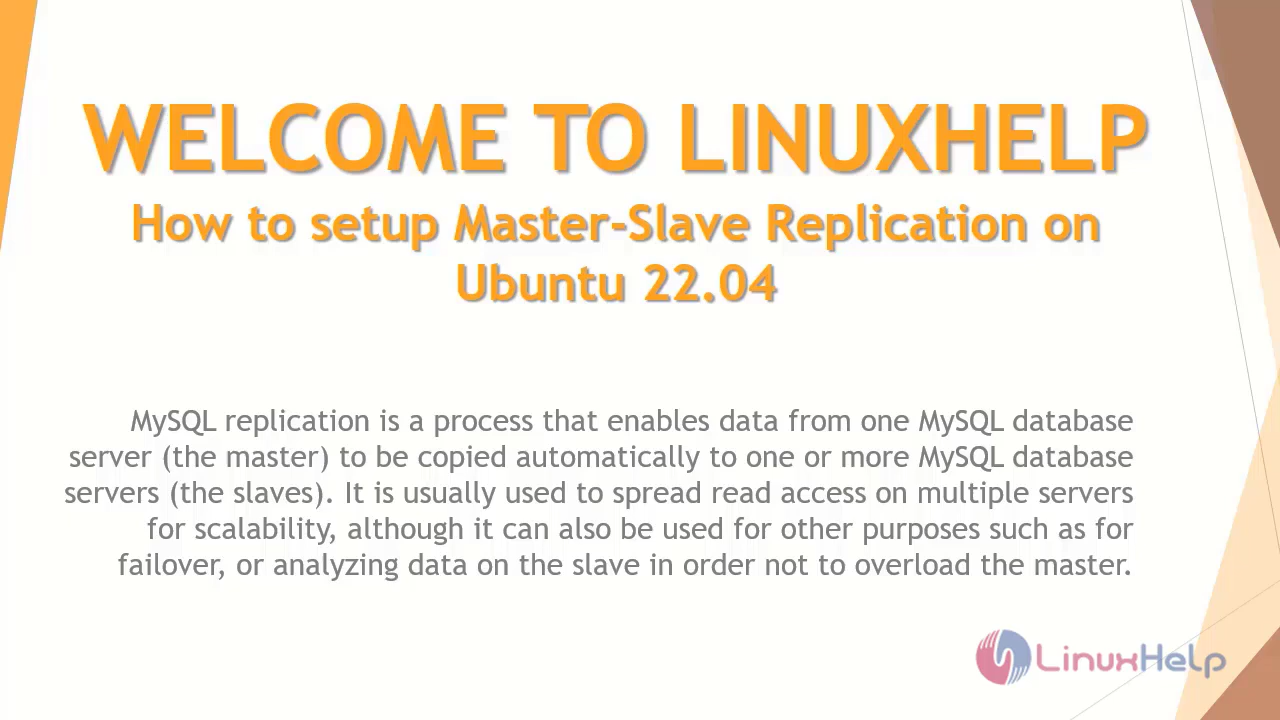 WELCOME TO LINUXHELP
How to setup Master-Slave Replication on
Ubuntu 22.04
MySQL replication is a process that enables data from one MySQL database
server (the master) to be copied automatically to one or more MySQL database
servers (the slaves). It is usually used to spread read access on multiple servers
for scalability, although it can also be used for other purposes such as for
failover, or analyzing data on the slave in order not to overload the master.
LinuxHelp